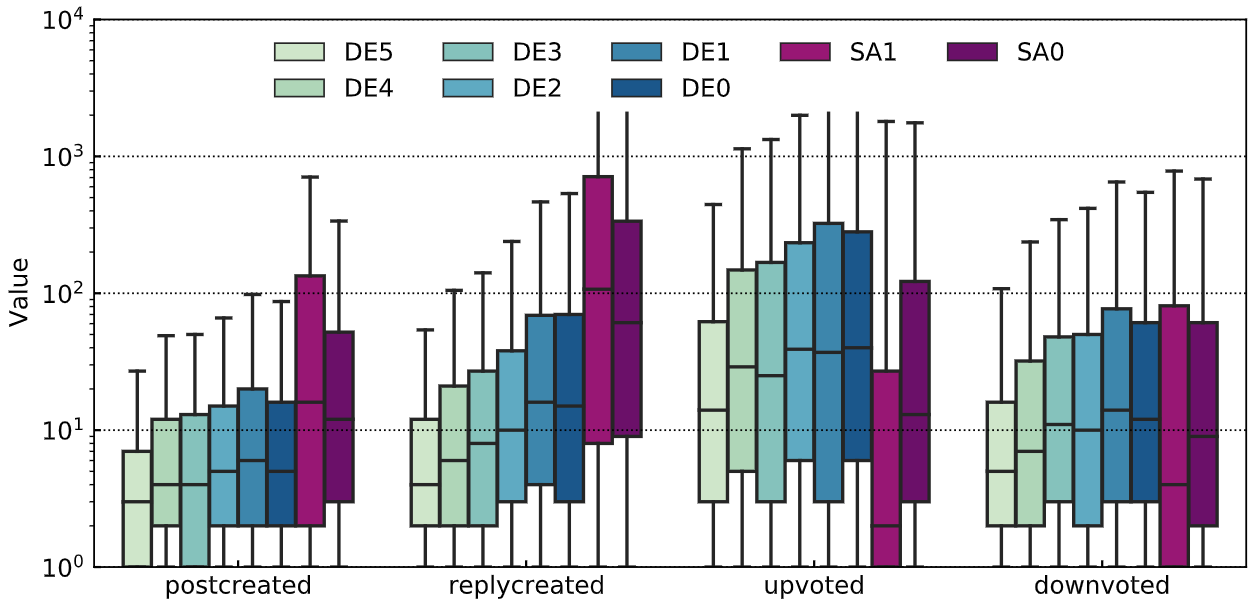 10^4
DE5 DE3 DE1 SA1 SA0
DE4 DE2 DE0
10^3
Value
10^2
10^1
10^0
postcreated replycreated upvoted downvoted